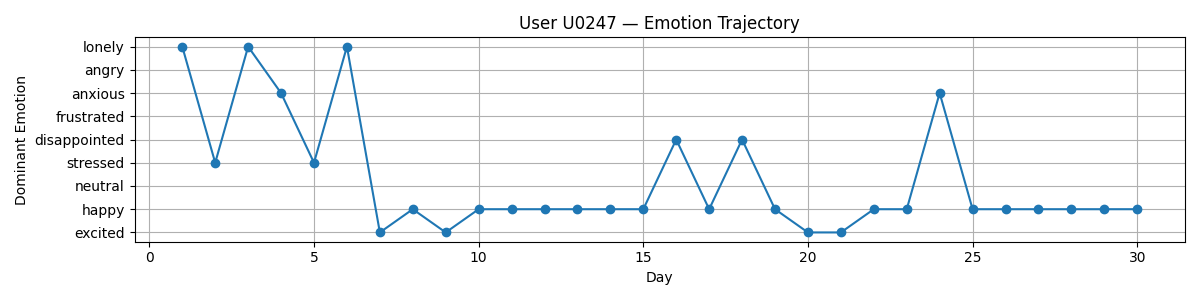 User U0247 — Emotion Trajectory
Dominant Emotion
lonely
angry
anxious
frustrated
disappointed
stressed
neutral
happy
excited
0 5 10 15 20 25 30
Day